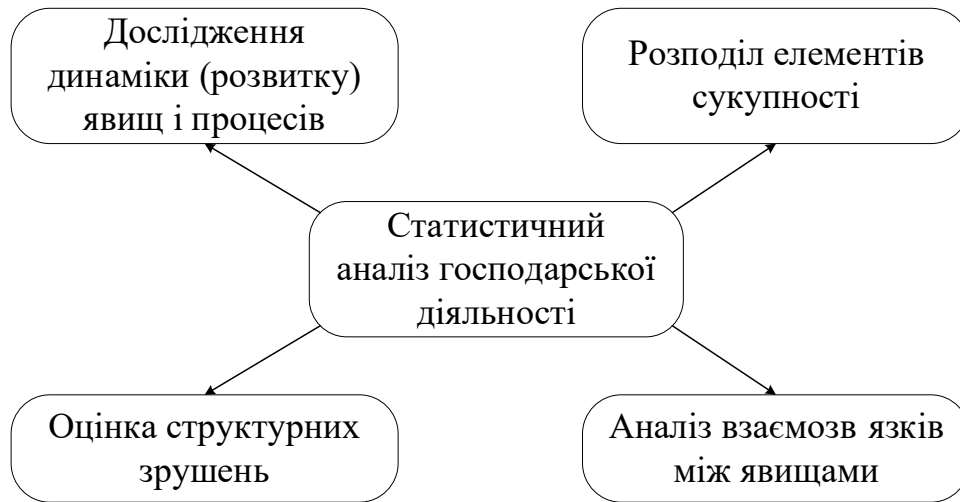 Дослідження
динаміки (розвитку)
явищ і процесів
Розподіл елементів
сукупності
Статистичний
аналіз господарської
діяльності
Оцінка структурних
зрушень
Аналіз взаємозв язків
між явищами